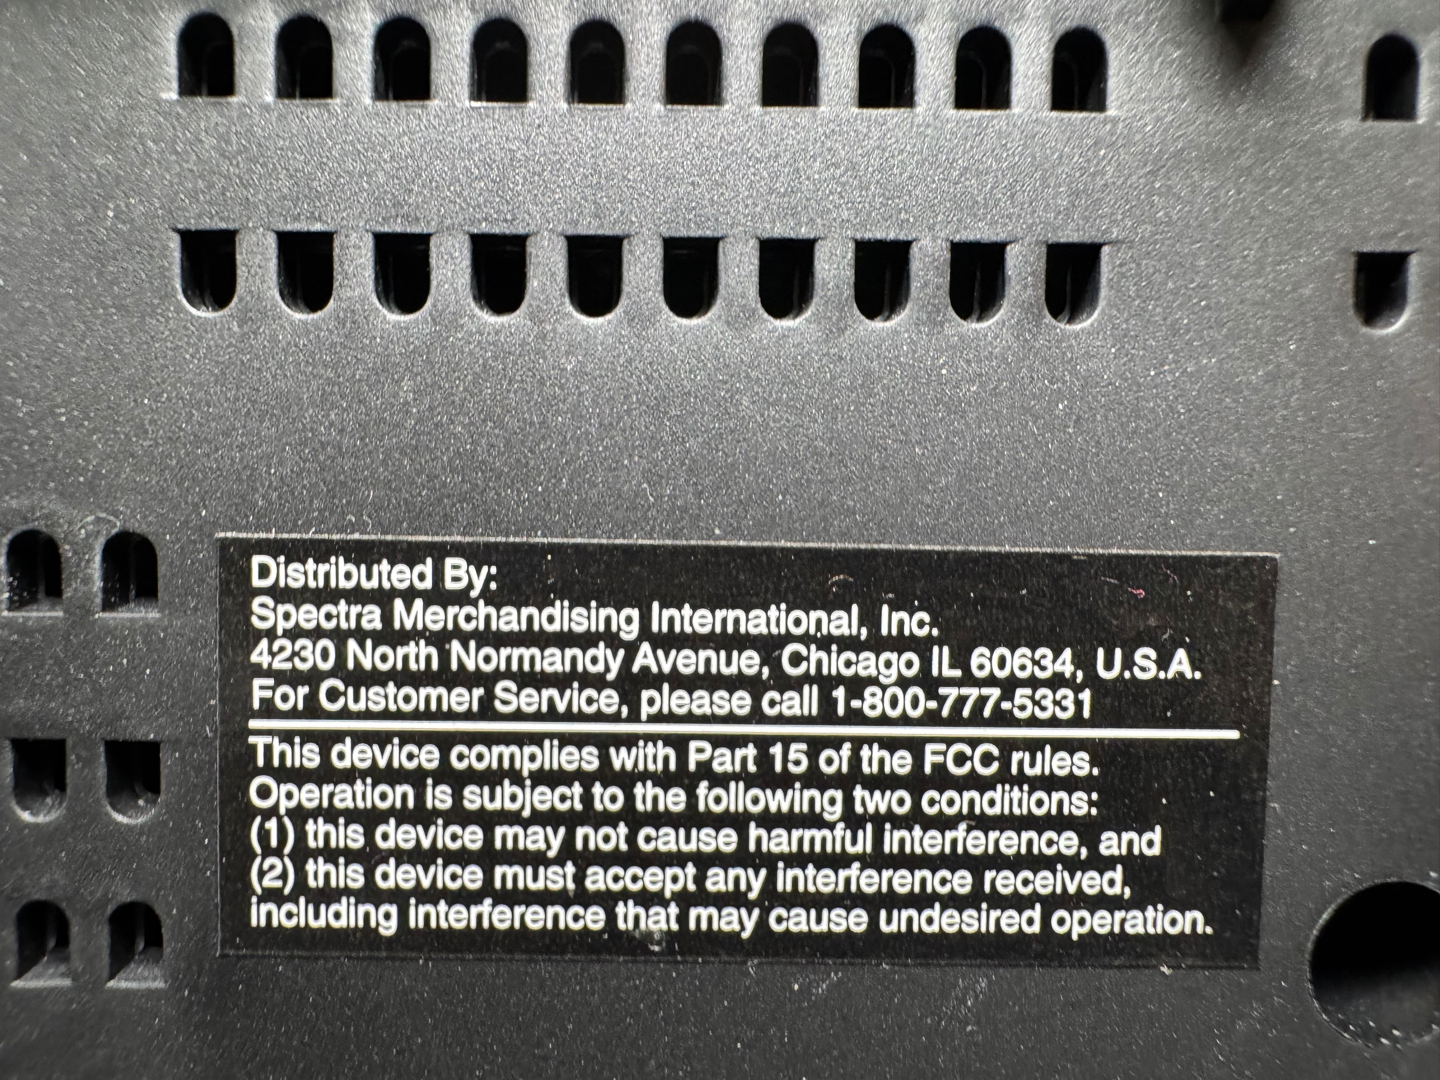 Distributed By:
Spectra Merchandising International, Inc.
4230 North Normandy Avenue, Chicago IL 60634, U.S.A.
For Customer Service, please call 1-800-777-5331
This device complies with Part 15 of the FCC rules.
Operation is subject to the following two conditions:
(1) this device may not cause harmful interference, and
(2) this device must accept any interference received,
including interference that may cause undesired operation.